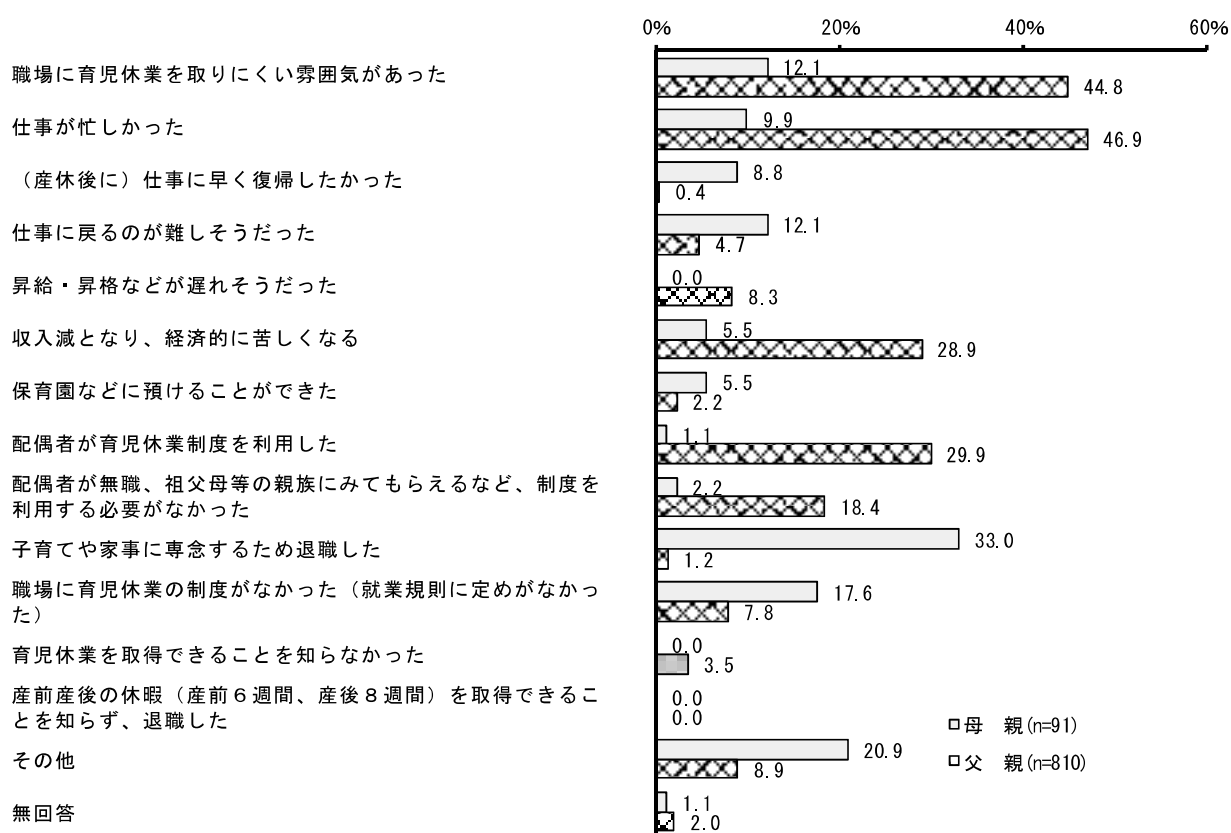 0% 20% 40% 60%
職場に育児休業を取りにくい雰囲気があった
12.1
44.8
仕事が忙しかった
9.9
46.9
（産休後に）仕事に早く復帰したかった
8.8
0.4
仕事に戻るのが難しそうだった
12.1
4.7
昇給・昇格などが遅れそうだった
0.0
8.3
収入減となり、経済的に苦しくなる
5.5
28.9
保育園などに預けることができた
5.5
2.2
配偶者が育児休業制度を利用した
1.1
29.9
配偶者が無職、祖父母等の親族にみてもらえるなど、制度を
利用する必要がなかった
2.2
18.4
子育てや家事に専念するため退職した
33.0
1.2
職場に育児休業の制度がなかった（就業規則に定めがなかっ
た）
17.6
7.8
育児休業を取得できることを知らなかった
0.0
3.5
産前産後の休暇（産前６週間、産後８週間）を取得できるこ
とを知らず、退職した
0.0
0.0
その他
20.9
8.9
無回答
1.1
2.0
母　親(n=91)
父　親(n=810)